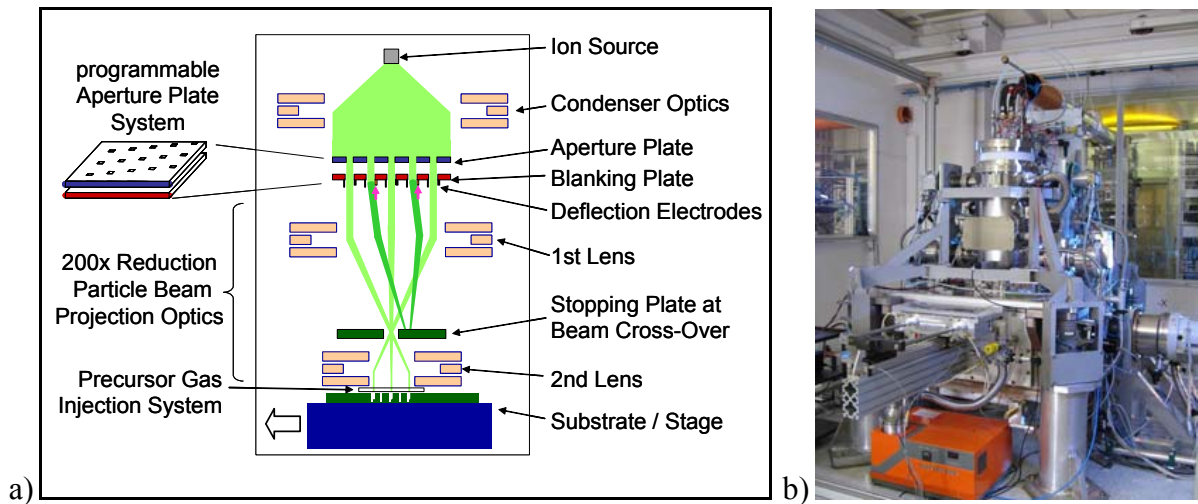 programmable
Aperture Plate
System
200x Reduction
Particle Beam
Projection Optics
Precursor Gas
Injection System
Ion Source
Condenser Optics
Aperture Plate
Blanking Plate
Deflection Electrodes
1st Lens
Stopping Plate at
Beam Cross-Over
2nd Lens
Substrate / Stage
a)
b)